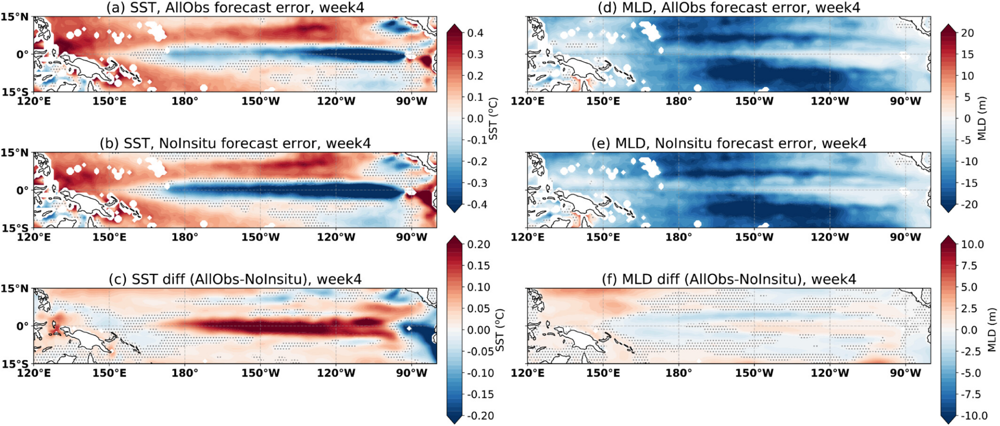 (a) SST, AllObs forecast error, week4
15°N
0°
15°S
120°E 150°E 180° 150°W 120°W 90°W
0.4
0.3
0.2
0.1
0.0
-0.1
-0.2
-0.3
-0.4
SST (°C)
(b) SST, NoInsitu forecast error, week4
15°N
0°
15°S
120°E 150°E 180° 150°W 120°W 90°W
(c) SST diff (AllObs-NoInsitu), week4
15°N
0°
15°S
120°E 150°E 180° 150°W 120°W 90°W
0.20
0.15
0.10
0.05
0.00
-0.05
-0.10
-0.15
-0.20
SST (°C)
(d) MLD, AllObs forecast error, week4
120°E 150°E 180° 150°W 120°W 90°W
20
15
10
5
0
-5
-10
-15
-20
MLD (m)
(e) MLD, NoInsitu forecast error, week4
120°E 150°E 180° 150°W 120°W 90°W
(f) MLD diff (AllObs-NoInsitu), week4
120°E 150°E 180° 150°W 120°W 90°W
10.0
7.5
5.0
2.5
0.0
-2.5
-5.0
-7.5
-10.0
MLD (m)